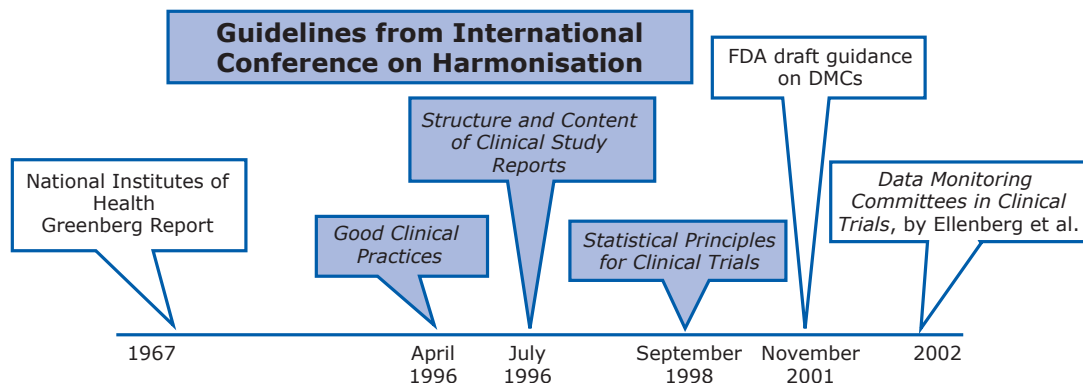 Guidelines from International
Conference on Harmonisation
FDA draft guidance
on DMCs
Structure and Content
of Clinical Study
Reports
National Institutes of
Health
Greenberg Report
Data Monitoring
Committees in Clinical
Trials, by Ellenberg et al.
Good Clinical
Practices
Statistical Principles
for Clinical Trials
1967
April
1996
July
1996
September
1998
November
2001
2002